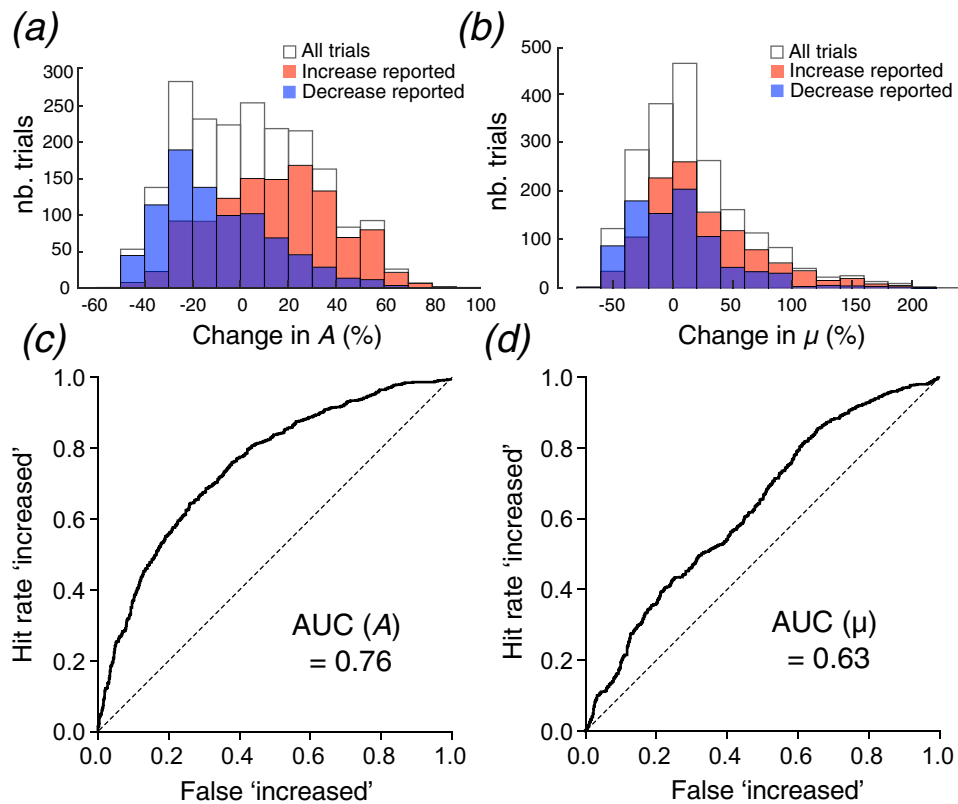 (a)
All trials
Increase reported
Decrease reported
nb. trials
300
250
200
150
100
50
0
-60 -40 -20 0 20 40 60 80 100
Change in A (%)
(b)
All trials
Increase reported
Decrease reported
nb. trials
500
400
300
200
100
0
-50 0 50 100 150 200
Change in μ (%)
(c)
Hit rate 'increased'
1.0
0.8
0.6
0.4
0.2
0.0
AUC (A)
= 0.76
0.0 0.2 0.4 0.6 0.8 1.0
False 'increased'
(d)
Hit rate 'increased'
1.0
0.8
0.6
0.4
0.2
0.0
AUC (μ)
= 0.63
0.0 0.2 0.4 0.6 0.8 1.0
False 'increased'